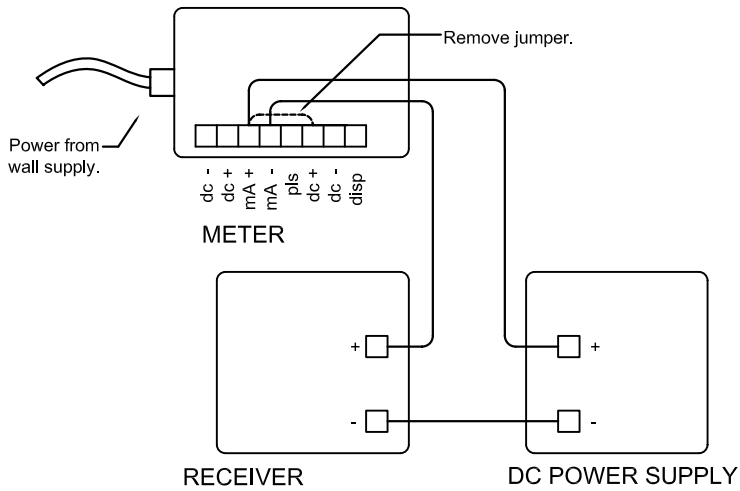 Remove jumper.
Power from
wall supply.
dc -
dc +
mA +
mA -
pls
dc +
dc -
disp
METER
+
-
RECEIVER
+
-
DC POWER SUPPLY